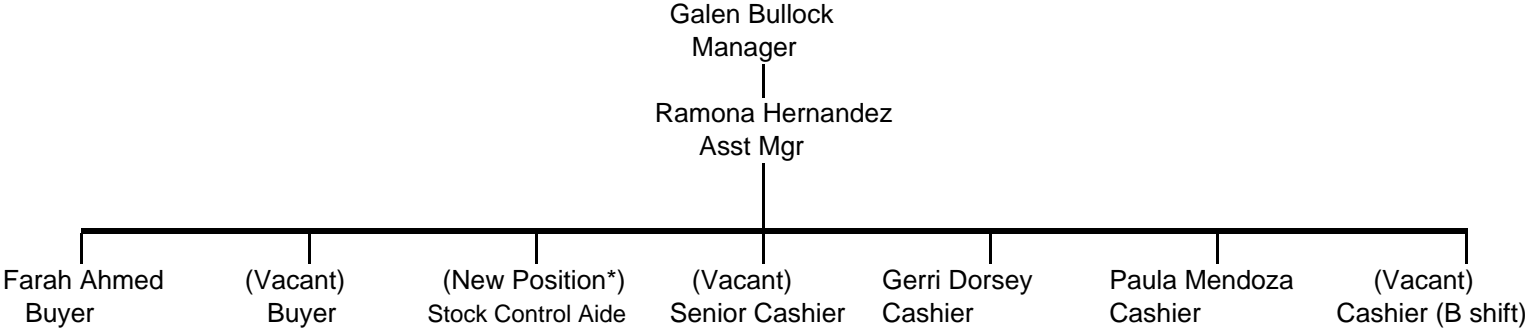 Galen Bullock
Manager
Ramona Hernandez
Asst Mgr
Farah Ahmed
Buyer
(Vacant)
Buyer
(New Position*)
Stock Control Aide
(Vacant)
Senior Cashier
Gerri Dorsey
Cashier
Paula Mendoza
Cashier
(Vacant)
Cashier (B shift)